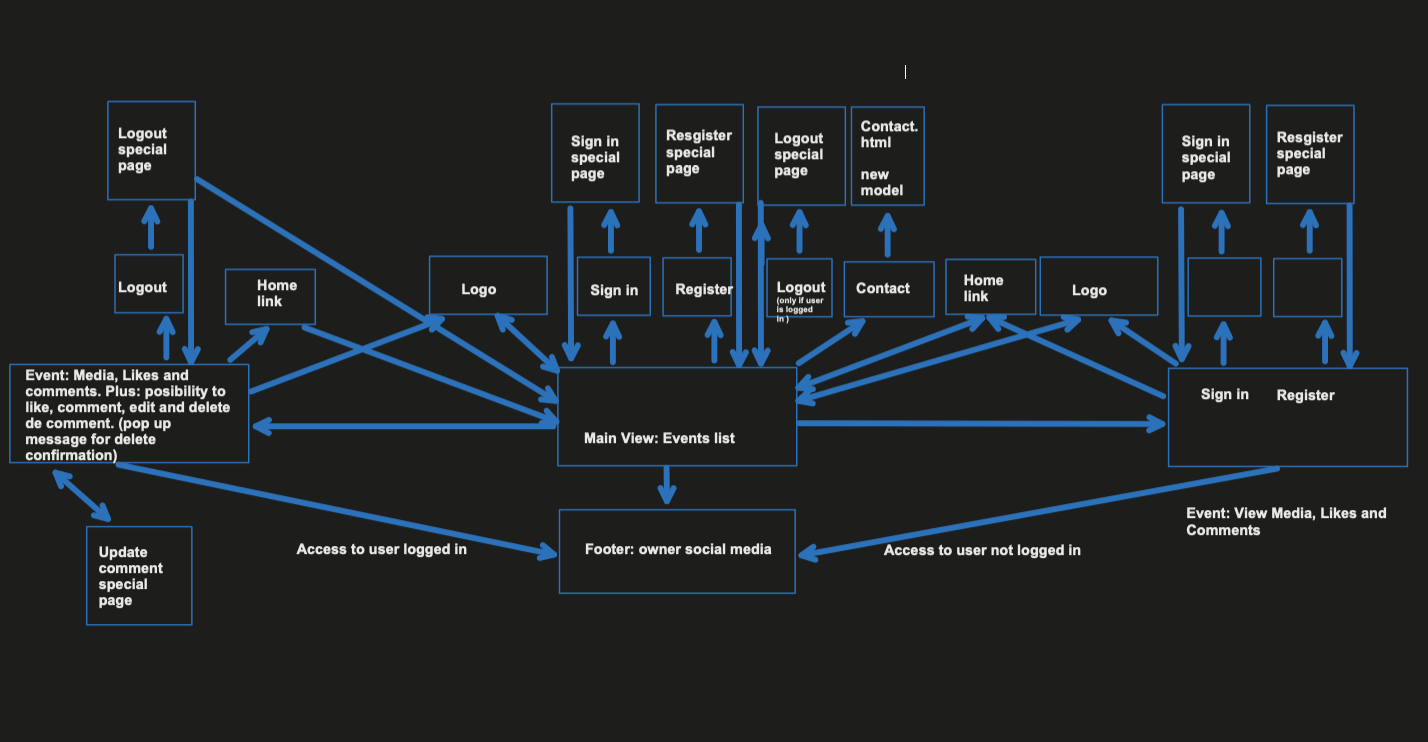 Logout
special
page
Sign in
special
page
Resgister
special
page
Logout
special
page
Contact.
html
new
model
Sign in
special
page
Resgister
special
page
Logout
Home
link
Logo
Sign in
Register
Logout
(only if user
is logged
in )
Contact
Home
link
Logo
Event: Media, Likes and
comments. Plus: posibility to
like, comment, edit and delete
de comment. (pop up
message for delete
confirmation)
Main View: Events list
Sign in
Register
Update
comment
special
page
Access to user logged in
Footer: owner social media
Access to user not logged in
Event: View Media, Likes and
Comments